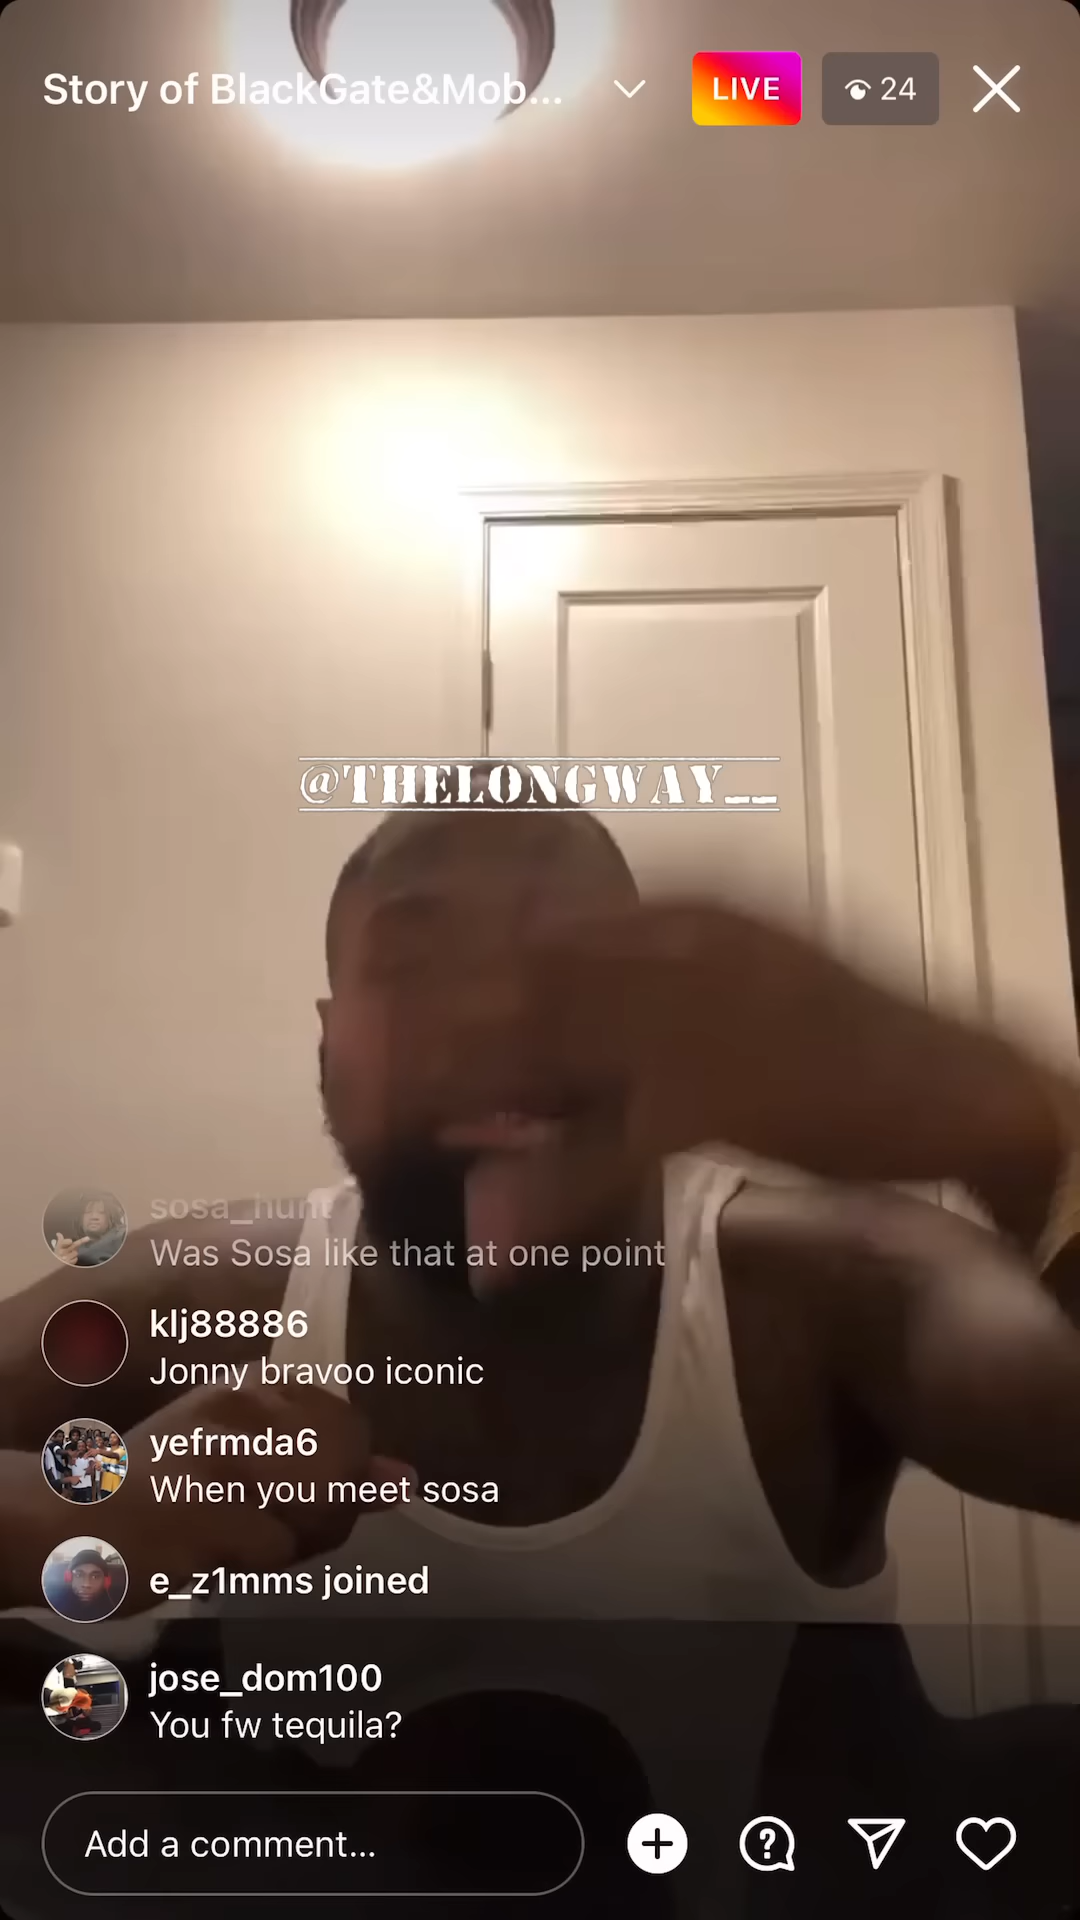 Story of BlackGate&Mob...
LIVE
24
@THELONGWAY__
sosa_hunt
Was Sosa like that at one point
klj88886
Jonny bravoo iconic
yefrmda6
When you meet sosa
e_z1mms joined
jose_dom100
You fw tequila?
Add a comment...